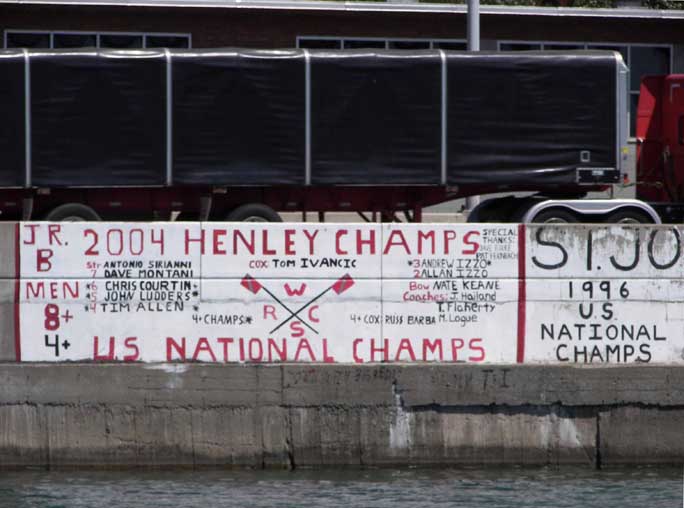 JR. B
MEN
8+
4+
2004 HENLEY CHAMPS
STR ANTONIO SIRIANNI
7 DAVE MONTANI
*6 CHRIS COURTIN*
*5 JOHN LUDDERS*
*4 TIM ALLEN
COX TOM IVANCIC
4+ CHAMPS*
W
R C
S
4+ COX: RUSS BARBA
*3 ANDREW IZZO*
2 ALLAN IZZO
BOW NATE KEANE
Coaches: J. Hailand
T. Flaherty
M. Logue
SPECIAL
THANKS:
U.S NATIONAL CHAMPS
ST. JO
1996
U.S.
NATIONAL
CHAMPS